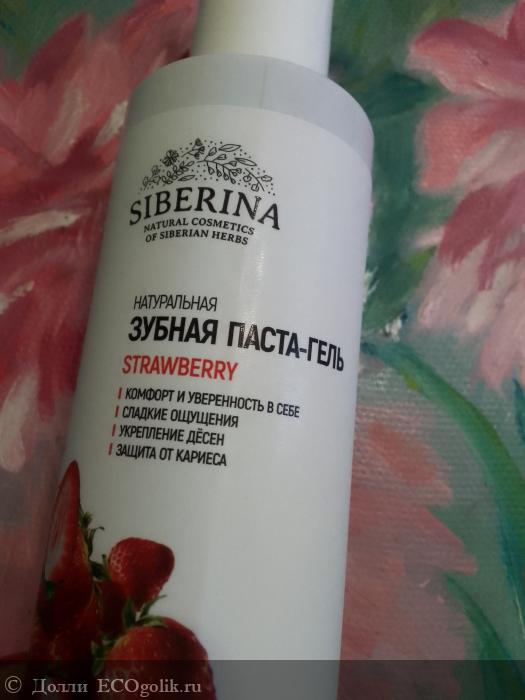 SIBERINA
NATURAL COSMETICS
OF SIBERIAN HERBS
НАТУРАЛЬНАЯ
ЗУБНАЯ ПАСТА-ГЕЛЬ
STRAWBERRY
КОМФОРТ И УВЕРЕННОСТЬ В СЕБЕ
СЛАДКИЕ ОЩУЩЕНИЯ
УКРЕПЛЕНИЕ ДЁСЕН
ЗАЩИТА ОТ КАРИЕСА
© Долли ECOgolik.ru